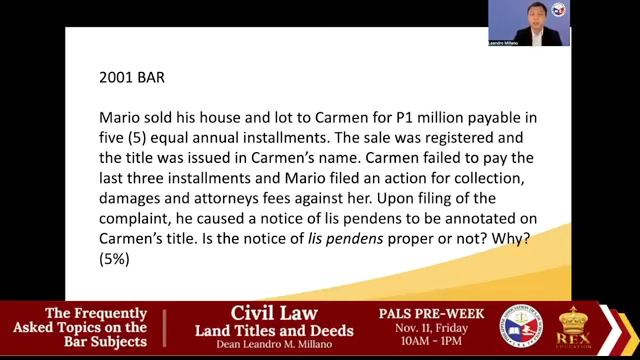 Leandro Millano
2001 BAR
Mario sold his house and lot to Carmen for P1 million payable in
five (5) equal annual installments. The sale was registered and
the title was issued in Carmen’s name. Carmen failed to pay the
last three installments and Mario filed an action for collection,
damages and attorneys fees against her. Upon filing of the
complaint, he caused a notice of lis pendens to be annotated on
Carmen’s title. Is the notice of lis pendens proper or not? Why?
(5%)
The Frequently
Asked Topics on the
Bar Subjects
Civil Law
Land Titles and Deeds
Dean Leandro M. Millano
PALS PRE-WEEK
Nov. 11, Friday
10AM - 1PM
REX
EDUCATION